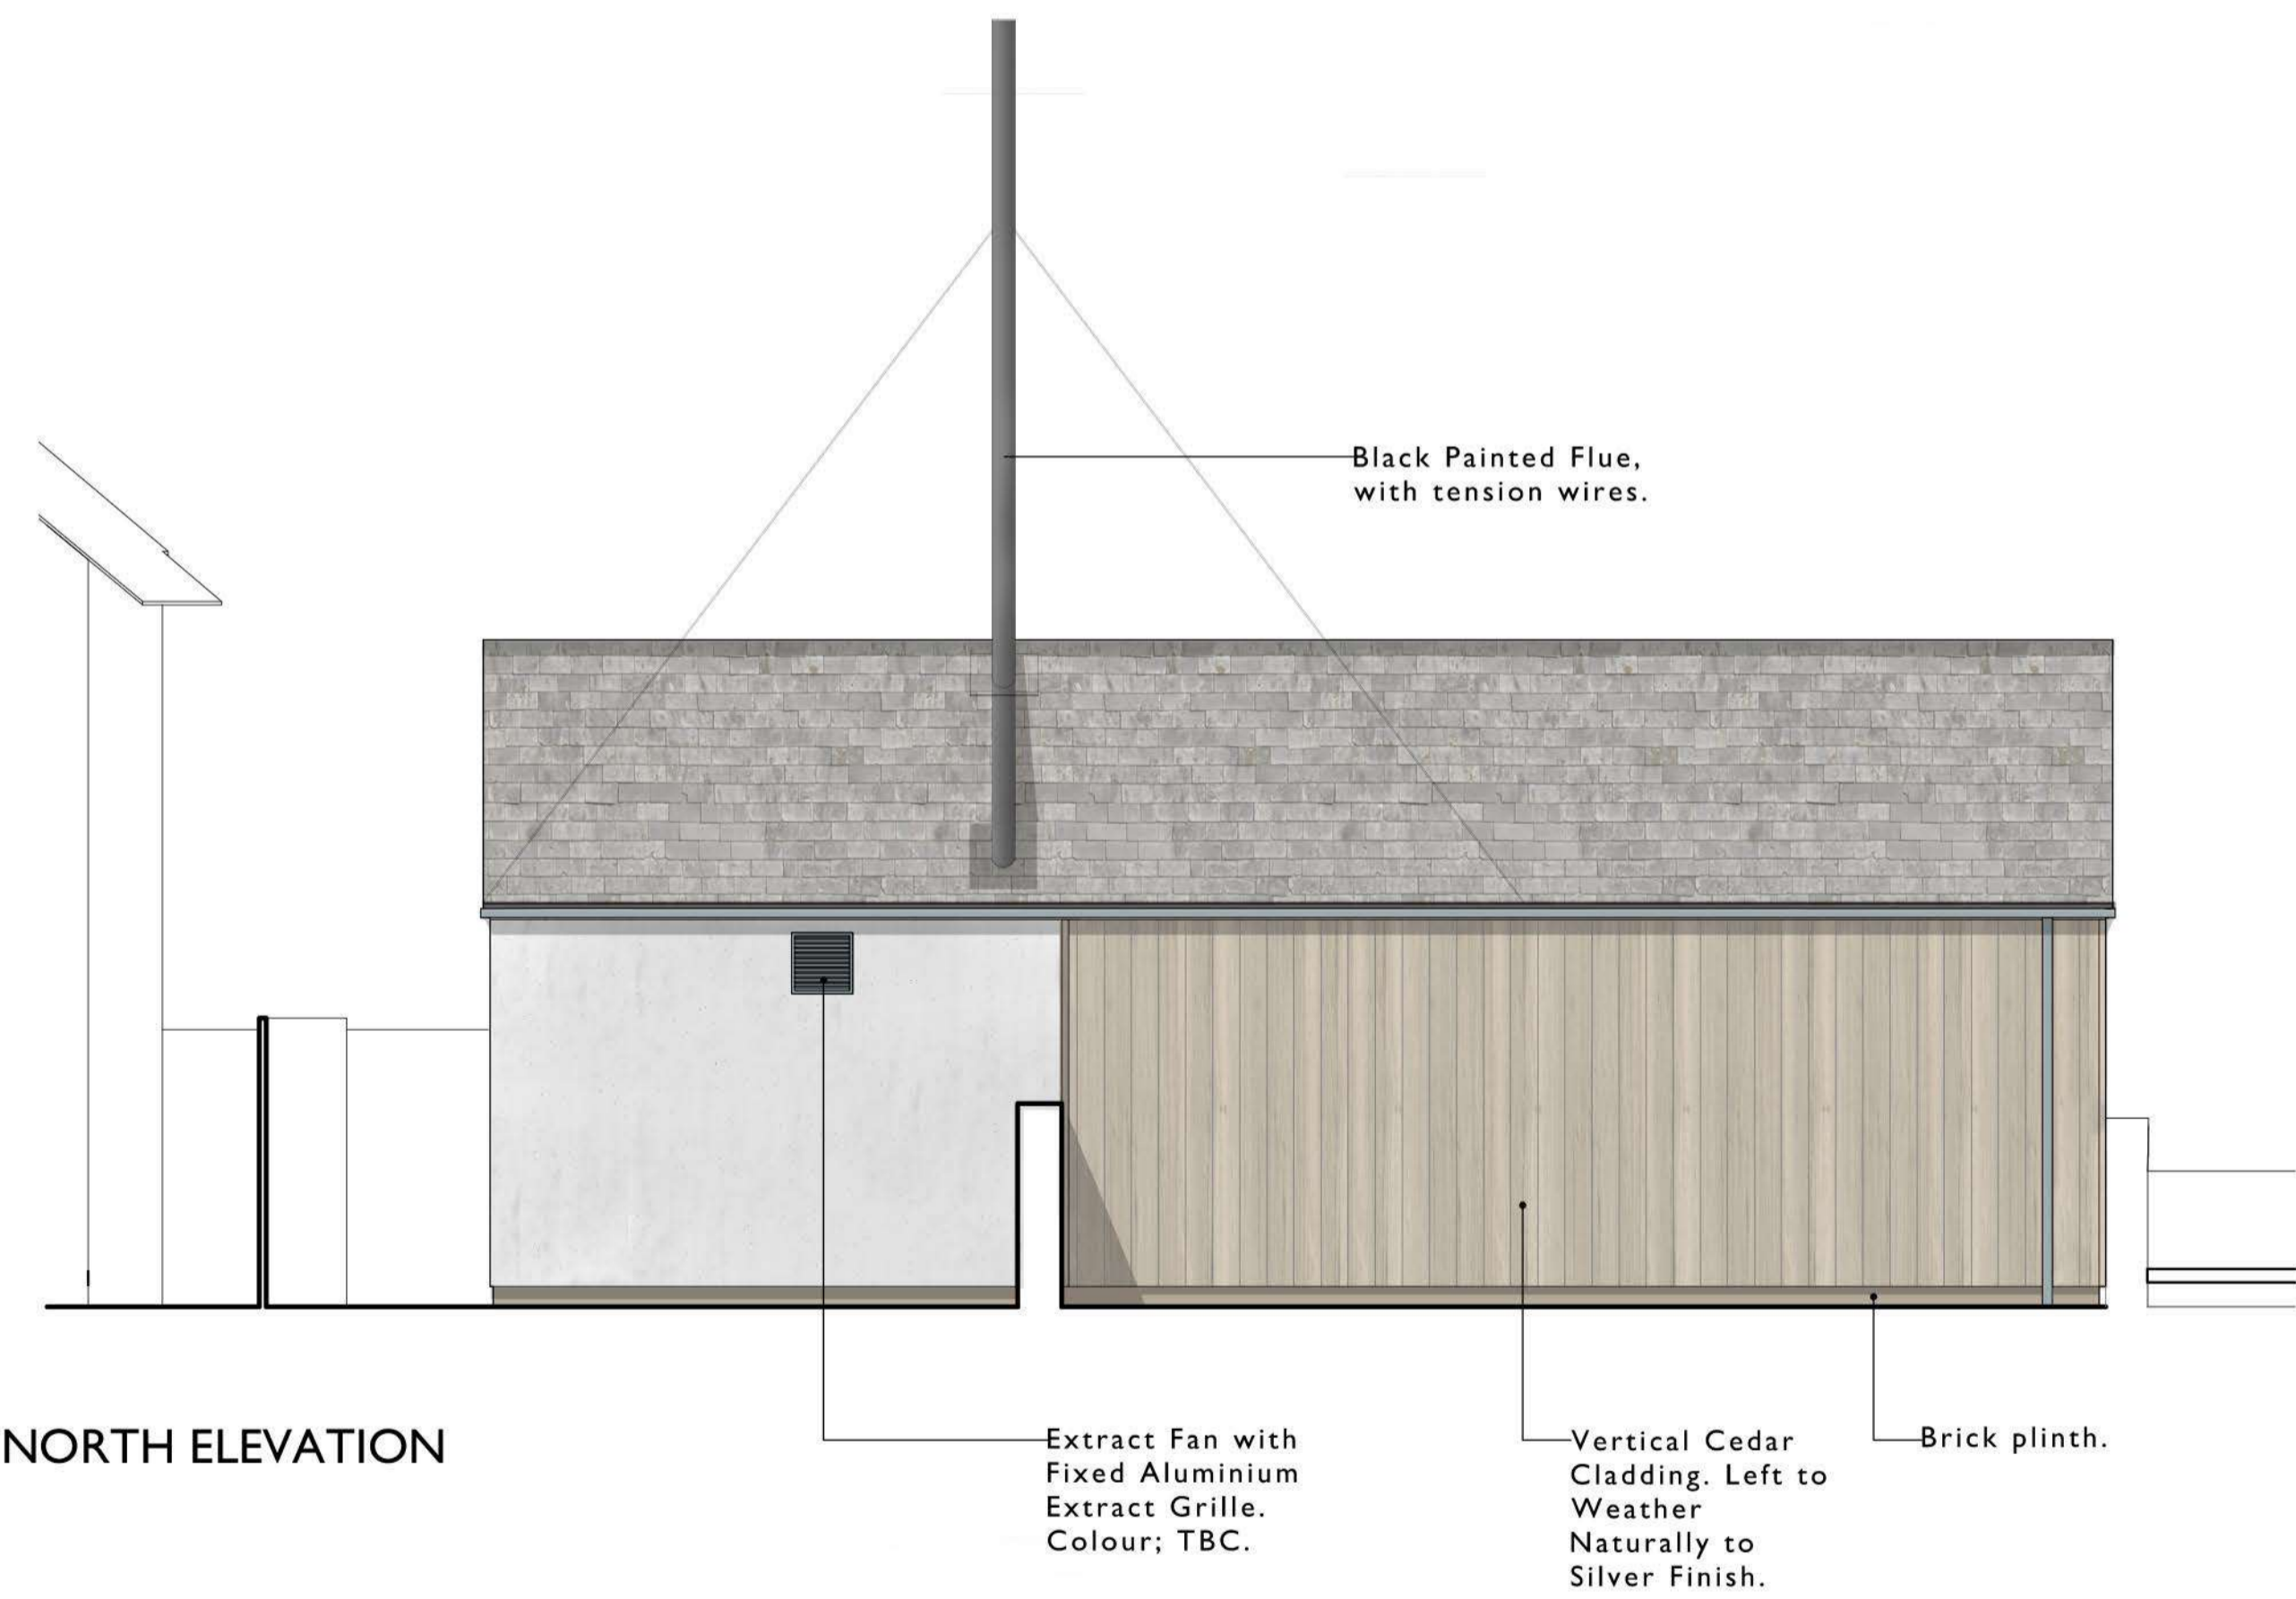 Black Painted Flue,
with tension wires.
NORTH ELEVATION
Extract Fan with
Fixed Aluminium
Extract Grille.
Colour; TBC.
Vertical Cedar
Cladding. Left to
Weather
Naturally to
Silver Finish.
Brick plinth.